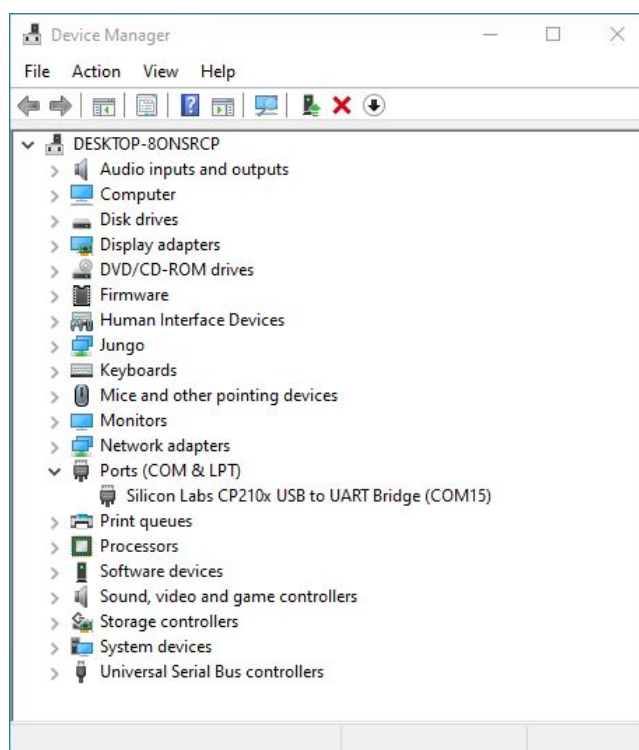 Device Manager
File Action View Help
DESKTOP-8ONSRCP
Audio inputs and outputs
Computer
Disk drives
Display adapters
DVD/CD-ROM drives
Firmware
Human Interface Devices
Jungo
Keyboards
Mice and other pointing devices
Monitors
Network adapters
Ports (COM & LPT)
Silicon Labs CP210x USB to UART Bridge (COM15)
Print queues
Processors
Software devices
Sound, video and game controllers
Storage controllers
System devices
Universal Serial Bus controllers